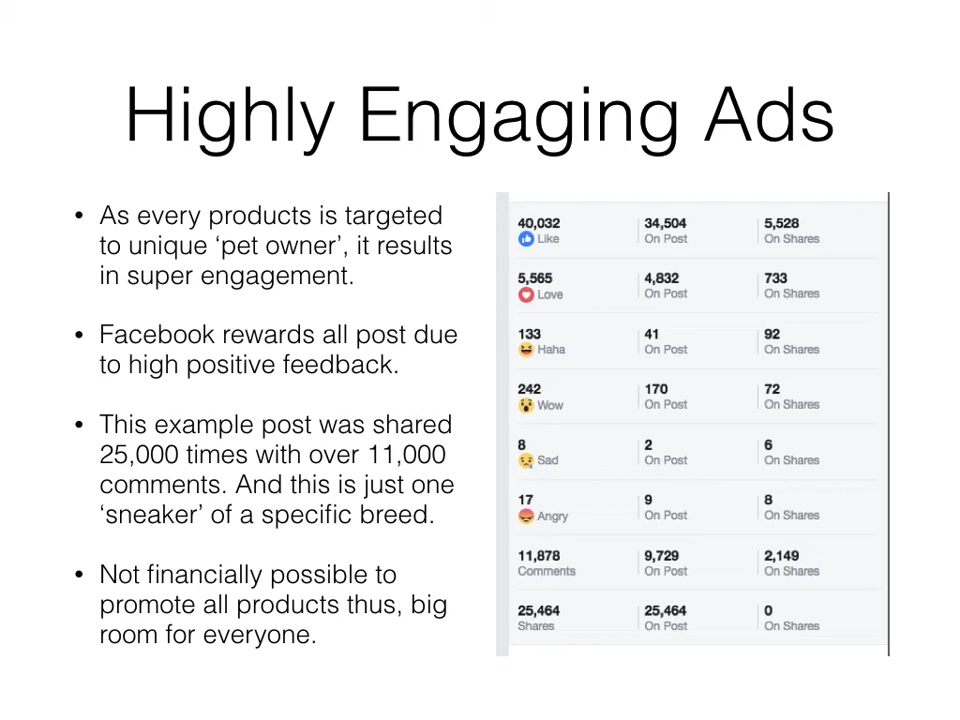 Highly Engaging Ads
• As every products is targeted
to unique ‘pet owner’, it results
in super engagement.
• Facebook rewards all post due
to high positive feedback.
• This example post was shared
25,000 times with over 11,000
comments. And this is just one
‘sneaker’ of a specific breed.
• Not financially possible to
promote all products thus, big
room for everyone.
40,032 34,504 5,528
Like On Post On Shares
5,565 4,832 733
Love On Post On Shares
133 41 92
Haha On Post On Shares
242 170 72
Wow On Post On Shares
8 2 6
Sad On Post On Shares
17 9 8
Angry On Post On Shares
11,878 9,729 2,149
Comments On Post On Shares
25,464 25,464 0
Shares On Post On Shares